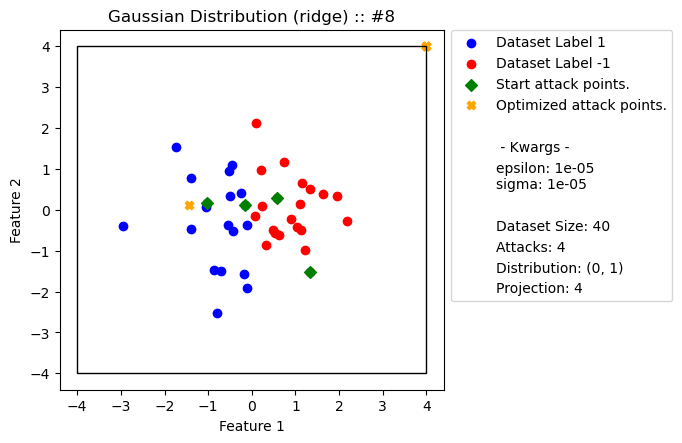 Gaussian Distribution (ridge) :: #8
Dataset Label 1
Dataset Label -1
Start attack points.
Optimized attack points.
- Kwargs -
epsilon: 1e-05
sigma: 1e-05
Dataset Size: 40
Attacks: 4
Distribution: (0, 1)
Projection: 4
Feature 2
4
3
2
1
0
−1
−2
−3
−4
−4 −3 −2 −1 0 1 2 3 4
Feature 1